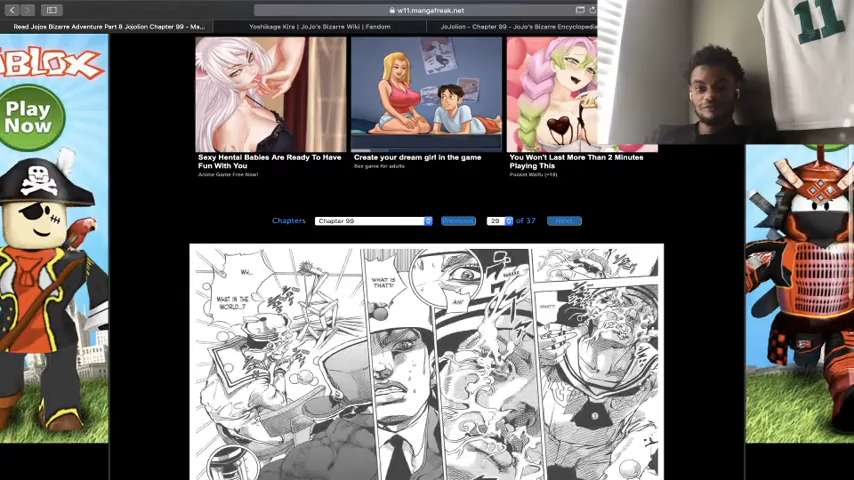 w11.mangafreak.net
Read Jojos Bizarre Adventure Part 8 Jojolion Chapter 99 - Ma...
Yoshikage Kira | JoJo's Bizarre Wiki | Fandom
JoJolion - Chapter 99 - JoJo's Bizarre Encyclopedia
BLOX
Play
Now
11
Sexy Hentai Babies Are Ready To Have
Fun With You
Anime Game Free Now!
Create your dream girl in the game
Sex game for adults
You Won't Last More Than 2 Minutes
Playing This
Pocket Waifu (+18)
Chapters
Chapter 99
Previous
29
of 37
Next
WH...
WHAT IN THE
WORLD...?
WHAT IS
THAT?!
AH!